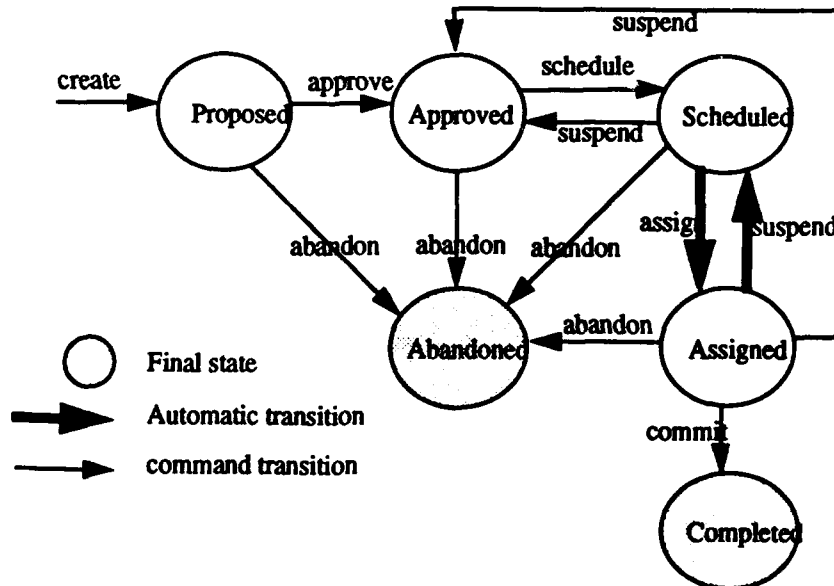 suspend
create
approve
schedule
Proposed
Approved
Scheduled
suspend
assign
suspend
abandon
abandon
abandon
Abandoned
abandon
Assigned
Final state
Automatic transition
command transition
commit
Completed